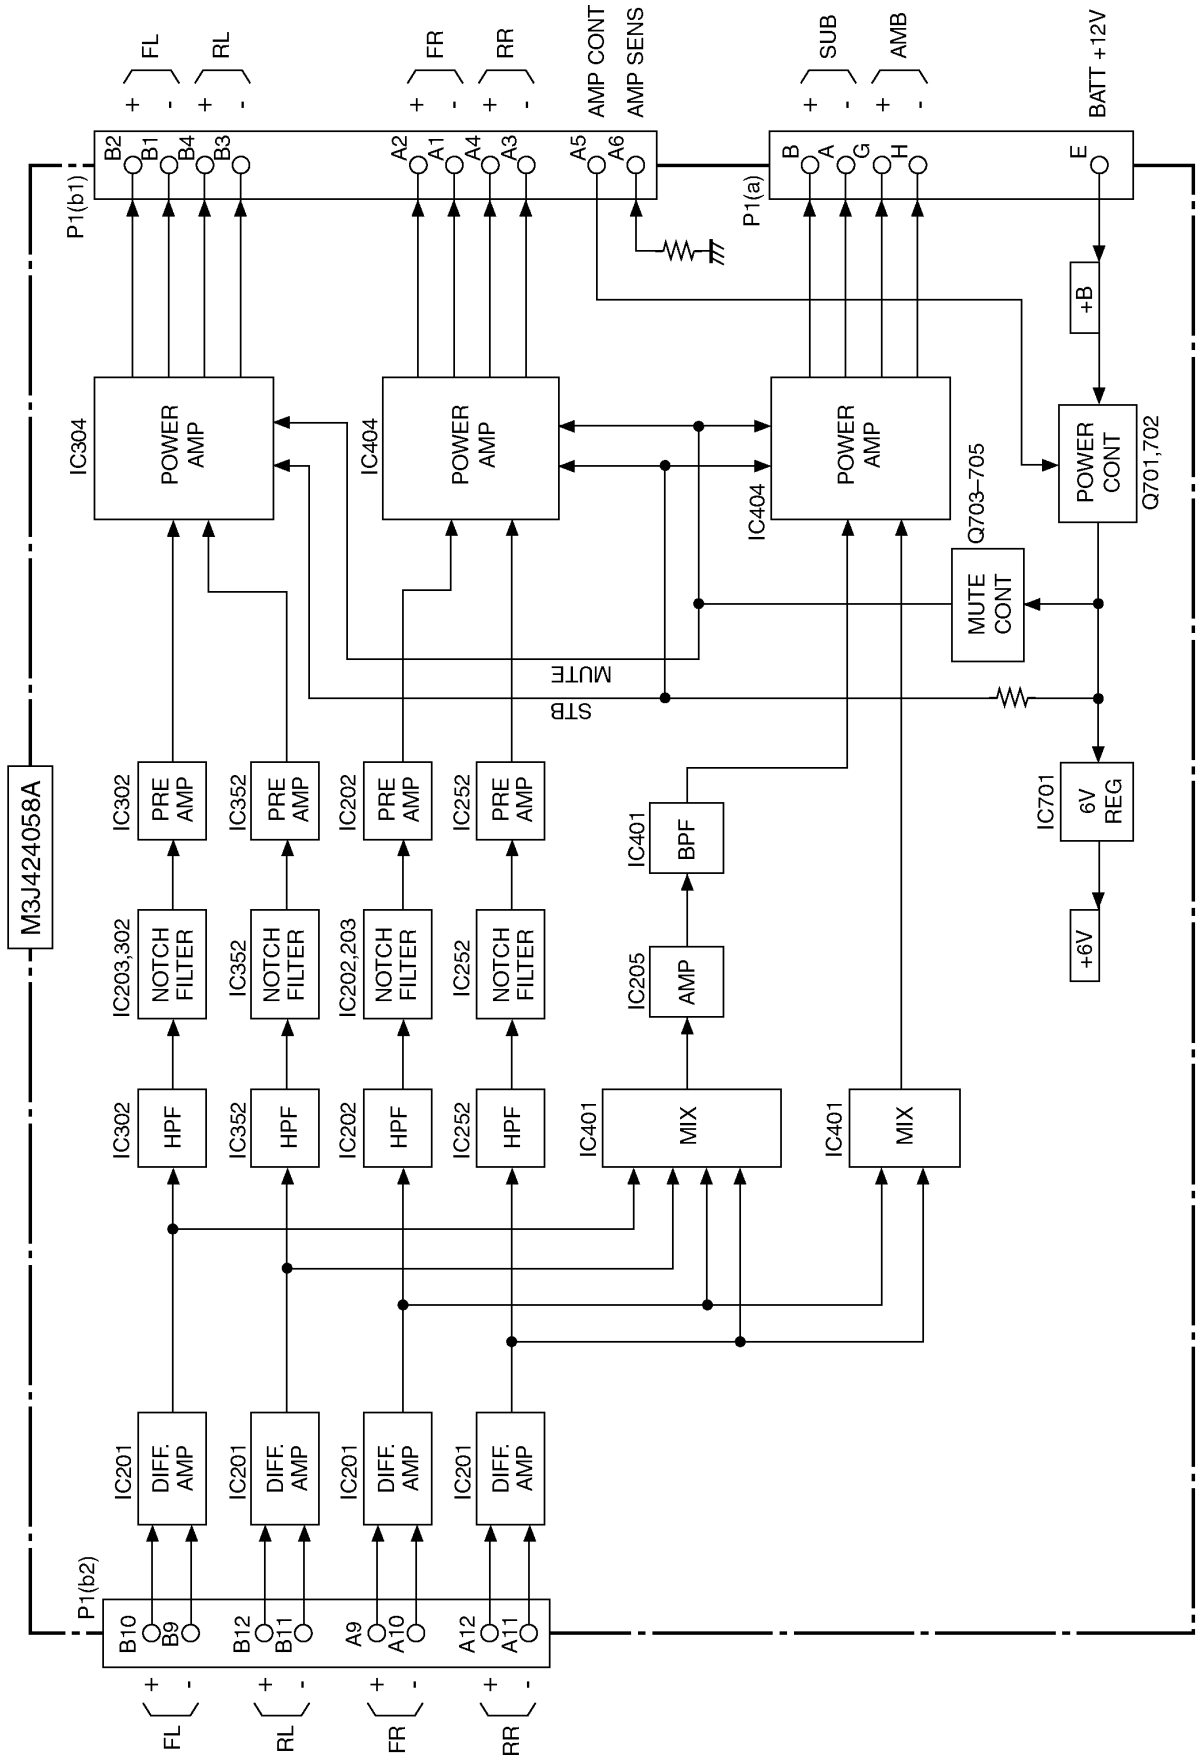 M3J424058A
P1(b2)
FL
+
-
B10
B9
RL
+
-
B12
B11
FR
+
-
A9
A10
RR
+
-
A12
A11
IC201
DIFF.
AMP
IC201
DIFF.
AMP
IC201
DIFF.
AMP
IC201
DIFF.
AMP
IC302
HPF
IC352
HPF
IC202
HPF
IC252
HPF
IC401
MIX
IC401
MIX
IC203,302
NOTCH
FILTER
IC352
NOTCH
FILTER
IC202,203
NOTCH
FILTER
IC252
NOTCH
FILTER
IC205
AMP
IC302
PRE
AMP
IC352
PRE
AMP
IC202
PRE
AMP
IC252
PRE
AMP
IC401
BPF
+6V
IC701
6V
REG
STB
MUTE
MUTE
CONT
Q703–705
IC304
POWER
AMP
IC404
POWER
AMP
IC404
POWER
AMP
POWER
CONT
Q701,702
+B
P1(b1)
B2
+
B1
-
FL
B4
+
B3
-
RL
A2
+
A1
-
FR
A4
+
A3
-
RR
A5
AMP CONT
A6
AMP SENS
P1(a)
B
+
A
-
SUB
G
+
H
-
AMB
E
BATT +12V